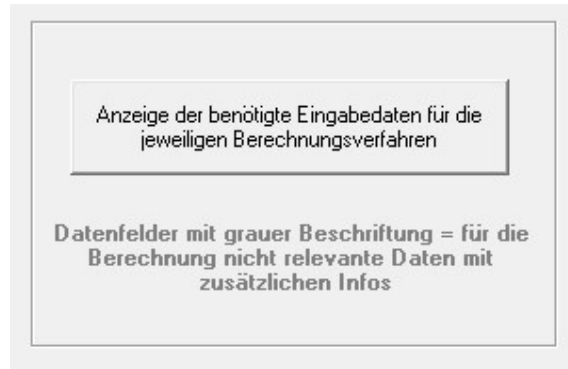 Anzeige der benötigte Eingabedaten für die
jeweiligen Berechnungsverfahren
Datenfelder mit grauer Beschriftung = für die
Berechnung nicht relevante Daten mit
zusätzlichen Infos